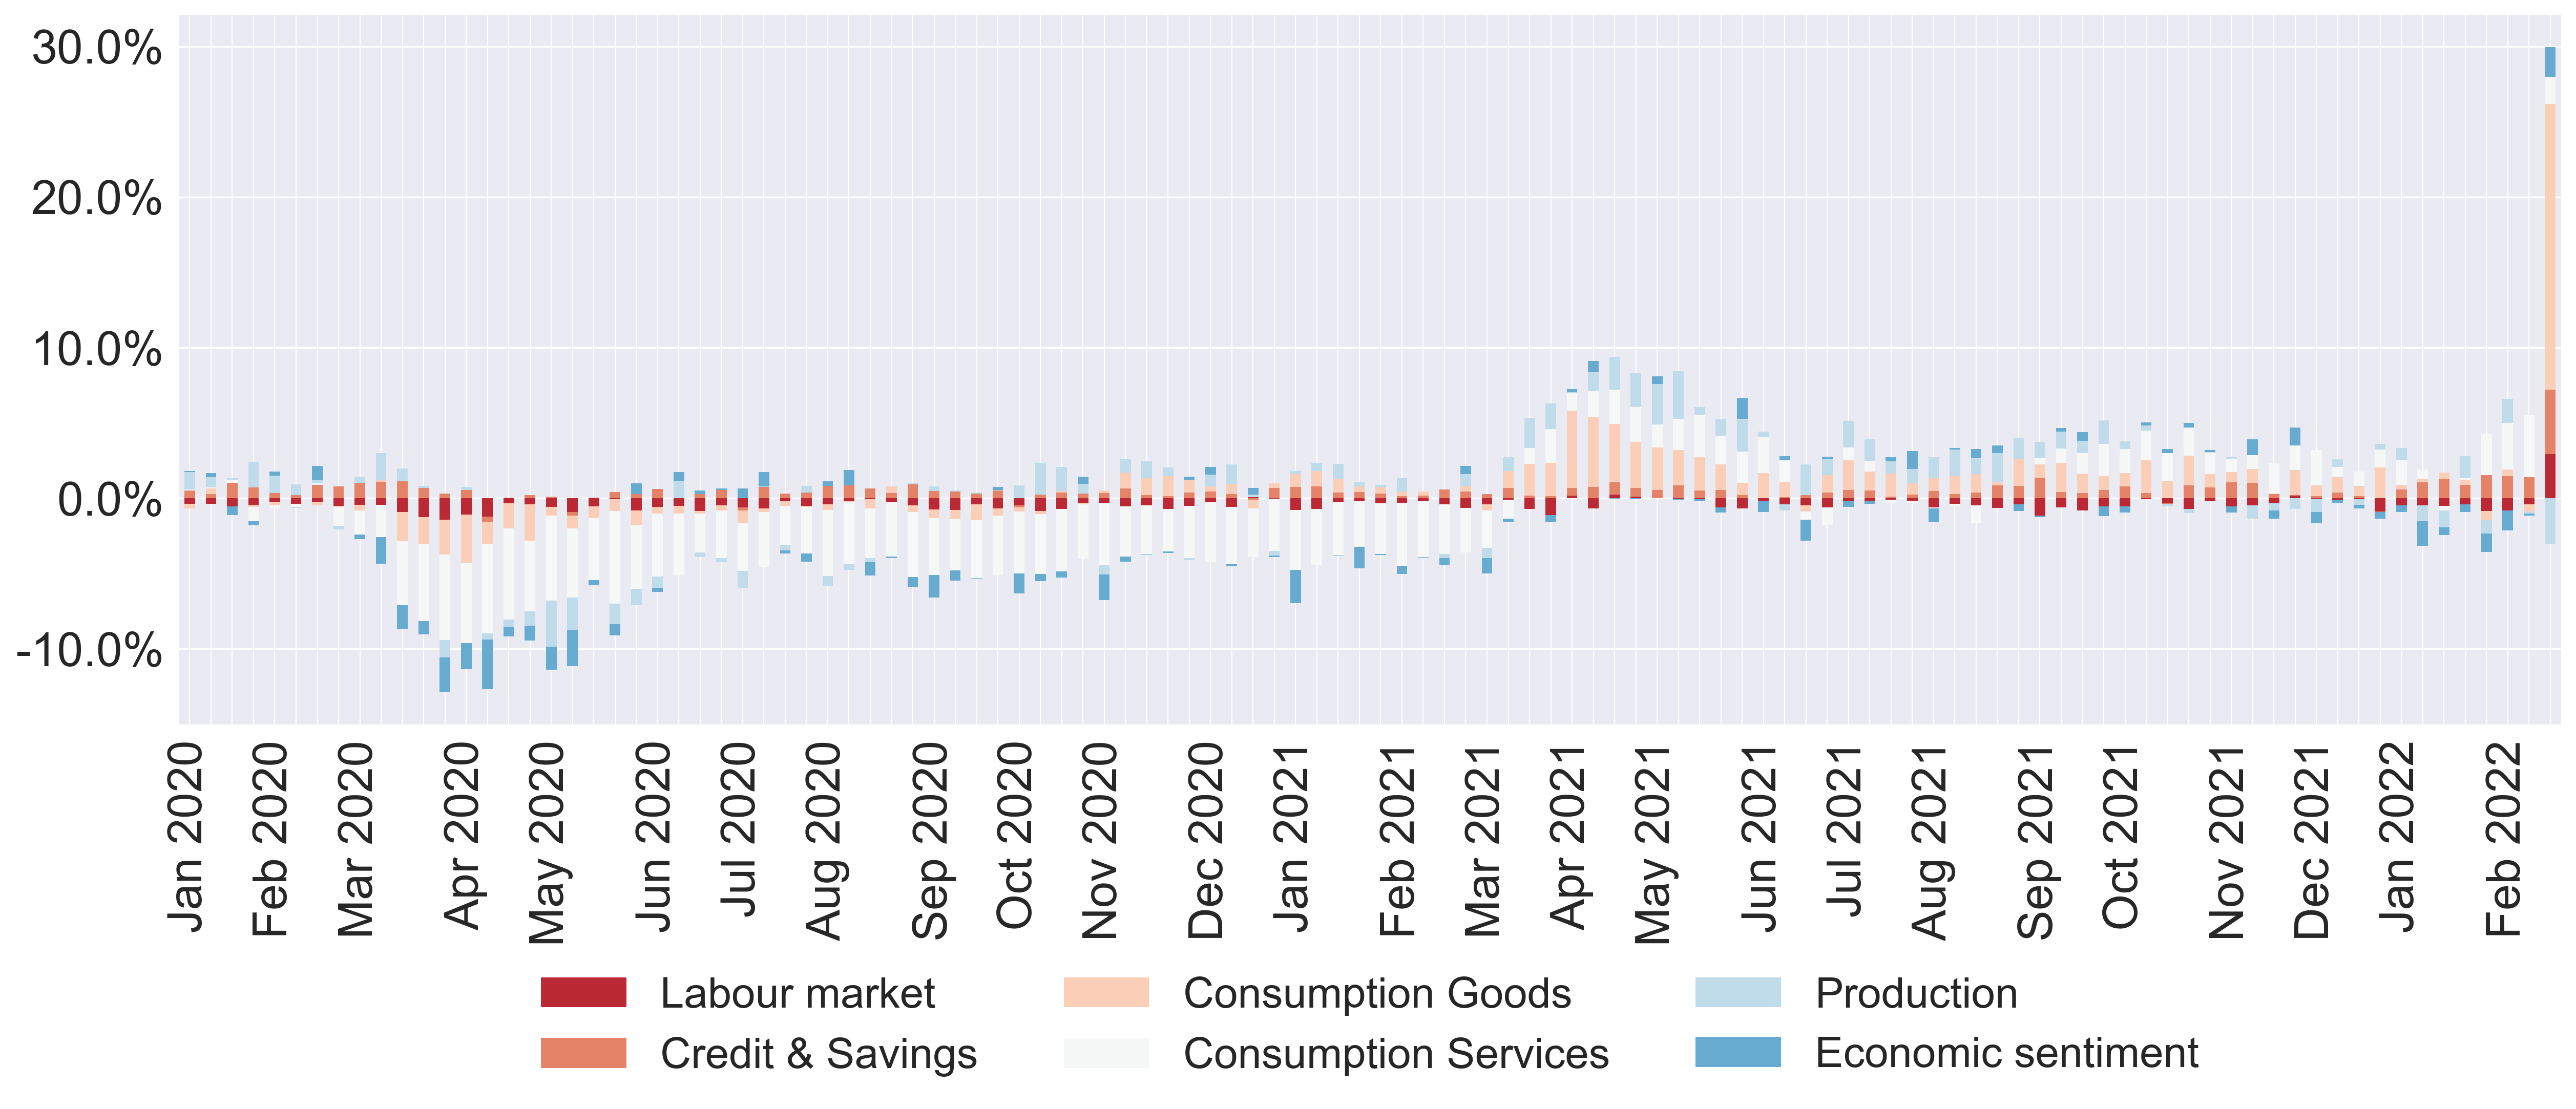 30.0%
20.0%
10.0%
0.0%
-10.0%
Jan 2020
Feb 2020
Mar 2020
Apr 2020
May 2020
Jun 2020
Jul 2020
Aug 2020
Sep 2020
Oct 2020
Nov 2020
Dec 2020
Jan 2021
Feb 2021
Mar 2021
Apr 2021
May 2021
Jun 2021
Jul 2021
Aug 2021
Sep 2021
Oct 2021
Nov 2021
Dec 2021
Jan 2022
Feb 2022
Labour market
Consumption Goods
Production
Credit & Savings
Consumption Services
Economic sentiment